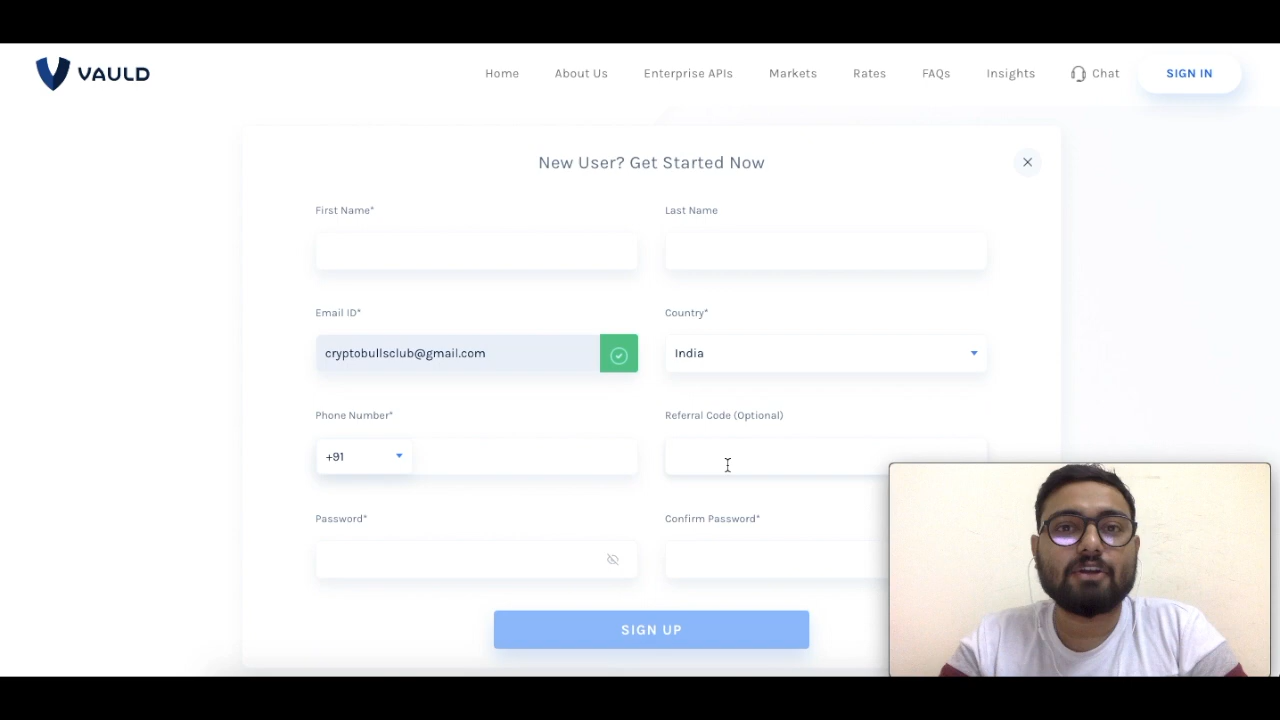 VAULD
Home About Us Enterprise APIs Markets Rates FAQs Insights Chat SIGN IN
New User? Get Started Now
First Name* Last Name
Email ID* Country*
cryptobullsclub@gmail.com India
Phone Number* Referral Code (Optional)
+91
Password* Confirm Password*
SIGN UP